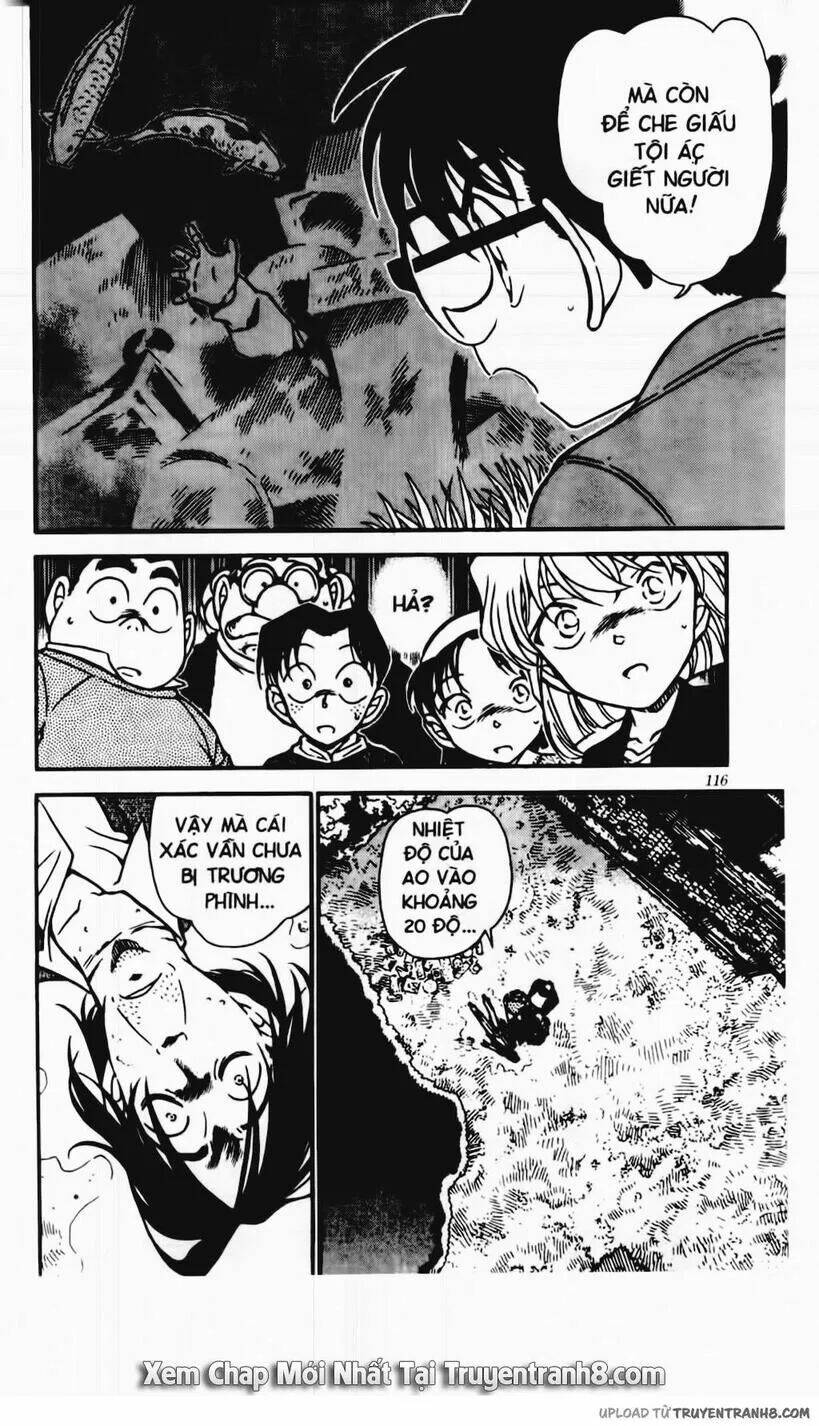 MÀ CÒN
ĐỂ CHE GIẤU
TỘI ÁC
GIẾT NGƯỜI
NỮA!
HẢ?
116
VẬY MÀ CÁI
XÁC VẪN CHƯA
BỊ TRƯƠNG
PHÌNH...
NHIỆT
ĐỘ CỦA
AO VÀO
KHOẢNG
20 ĐỘ...
Xem Chap Mới Nhất Tại Truyentranh8.com
UPLOAD TỪ TRUYENTRANH8.COM